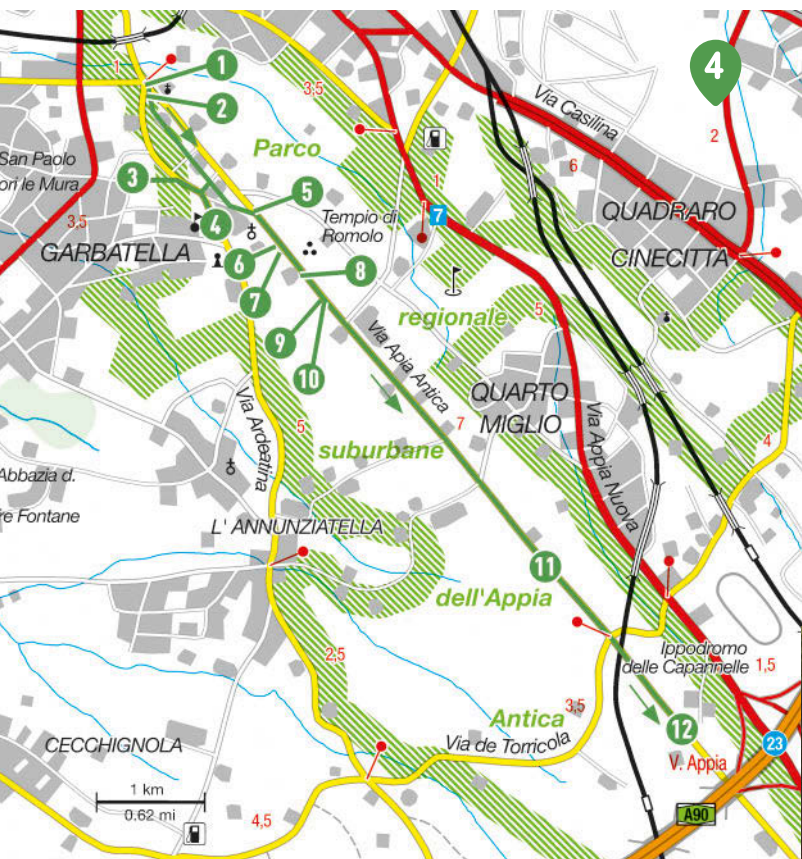 4
1
1
2
3,5
Via Casilina
2
San Paolo
ori le Mura
Parco
6
3
1
5
3,5
4
Tempio di
Romolo
7
QUADRARO
GARBATELLA
6
8
CINECITTÀ
7
9
10
regionale
5
Via Apia Antica
QUARTO
MIGLIO
Via Appia Nuova
Via Ardeatina
5
7
4
suburbane
Abbazia d.
re Fontane
L' ANNUNZIATELLA
11
dell'Appia
2,5
Ippodromo
delle Capannelle
1,5
3,5
Antica
12
Via de Torricola
V. Appia
23
CECCHIGNOLA
1 km
0.62 mi
4,5
A90